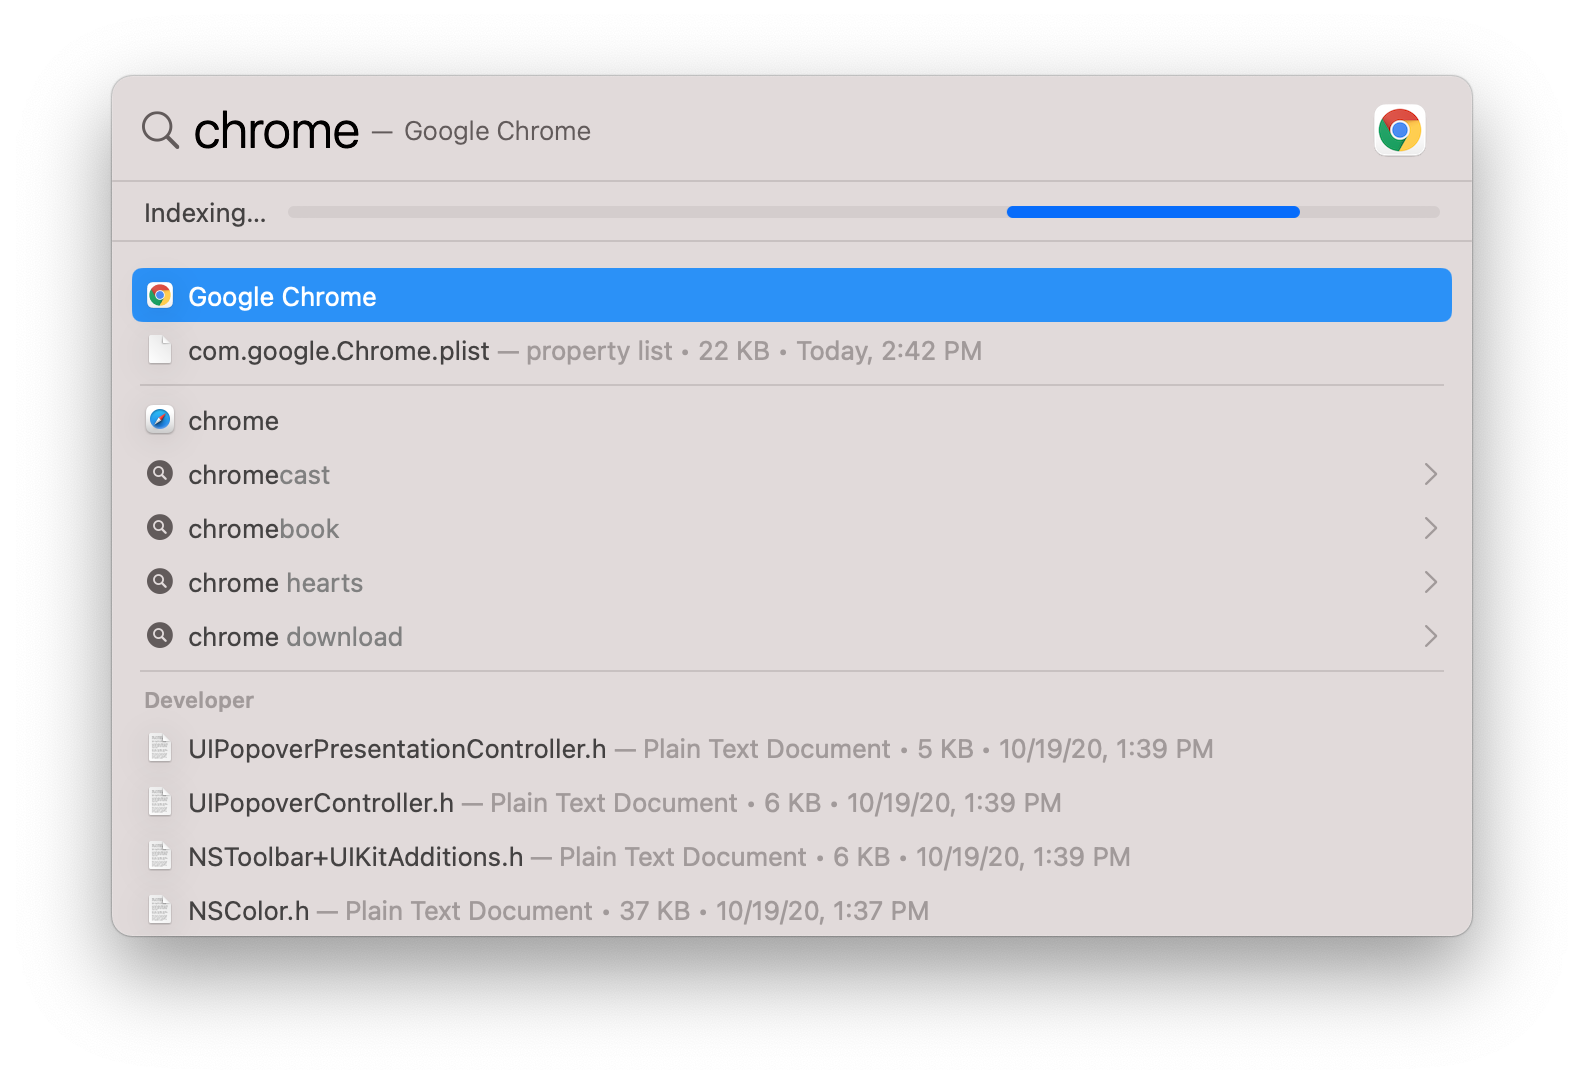 chrome — Google Chrome
Indexing...
Google Chrome
com.google.Chrome.plist — property list • 22 KB • Today, 2:42 PM
chrome
chromecast
chromebook
chrome hearts
chrome download
Developer
UIPopoverPresentationController.h — Plain Text Document • 5 KB • 10/19/20, 1:39 PM
UIPopoverController.h — Plain Text Document • 6 KB • 10/19/20, 1:39 PM
NSToolbar+UIKitAdditions.h — Plain Text Document • 6 KB • 10/19/20, 1:39 PM
NSColor.h — Plain Text Document • 37 KB • 10/19/20, 1:37 PM